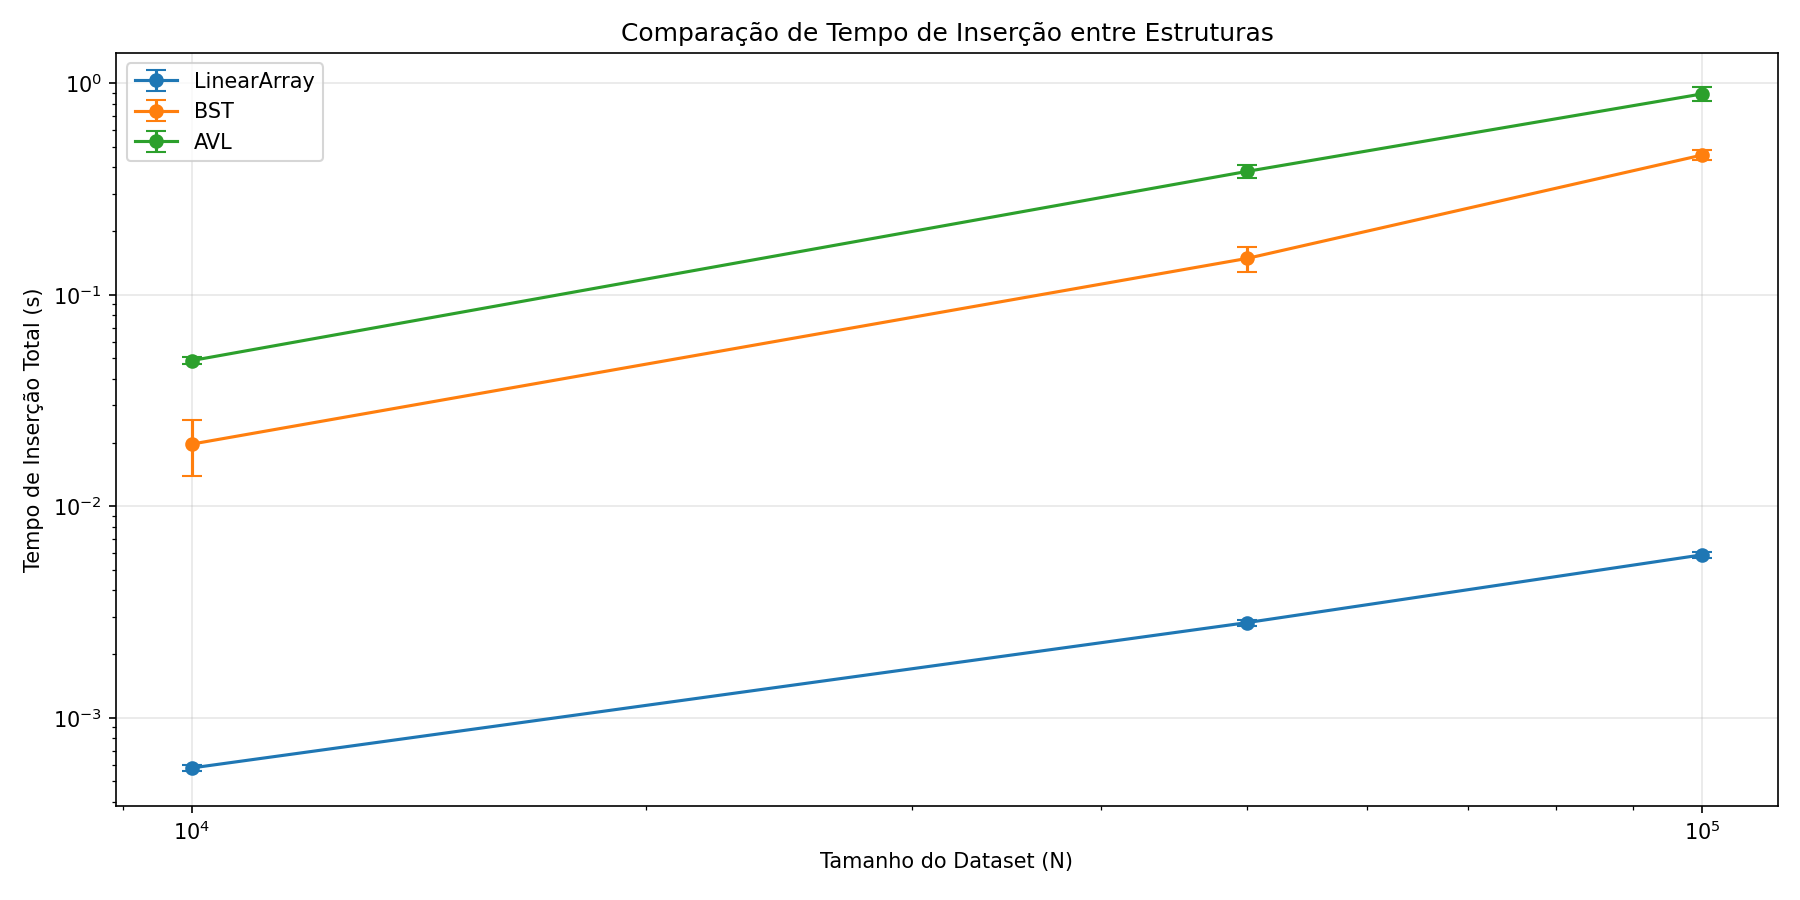 Comparação de Tempo de Inserção entre Estruturas
LinearArray
BST
AVL
Tempo de Inserção Total (s)
10⁰
10⁻¹
10⁻²
10⁻³
10⁴
10⁵
Tamanho do Dataset (N)